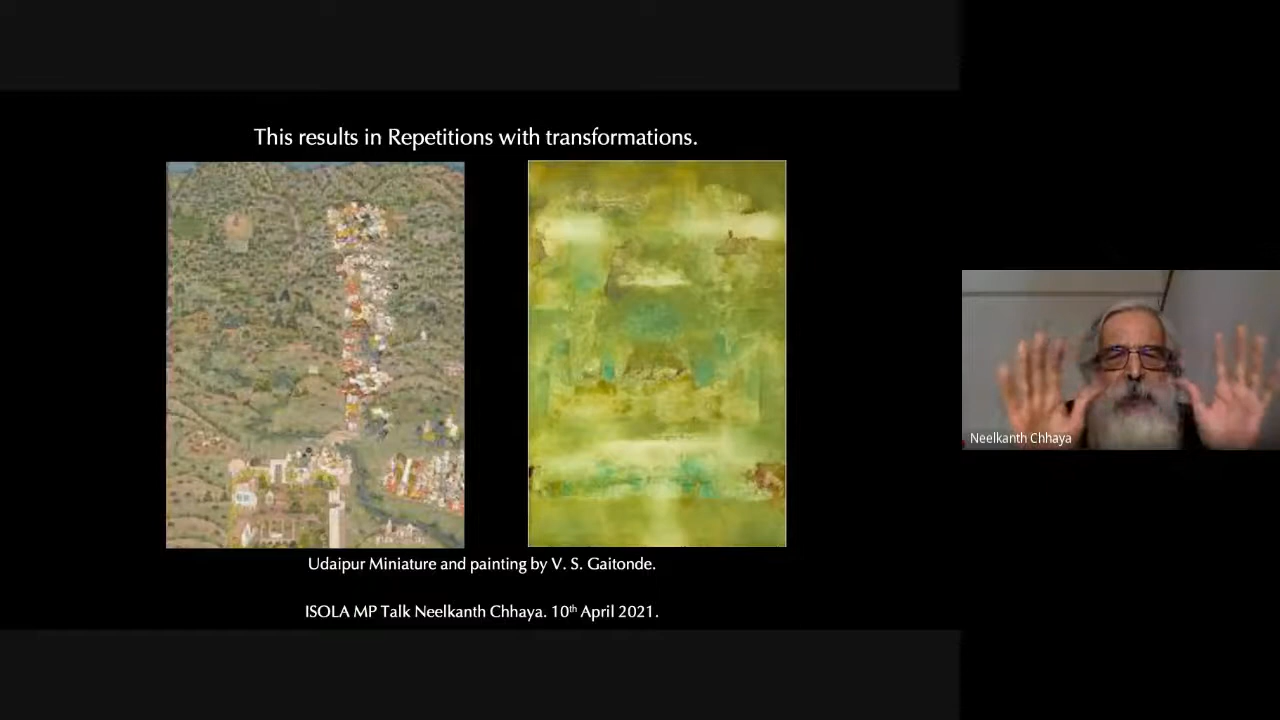 This results in Repetitions with transformations.
Udaipur Miniature and painting by V. S. Gaitonde.
ISOLA MP Talk Neelkanth Chhaya. 10th April 2021.
Neelkanth Chhaya